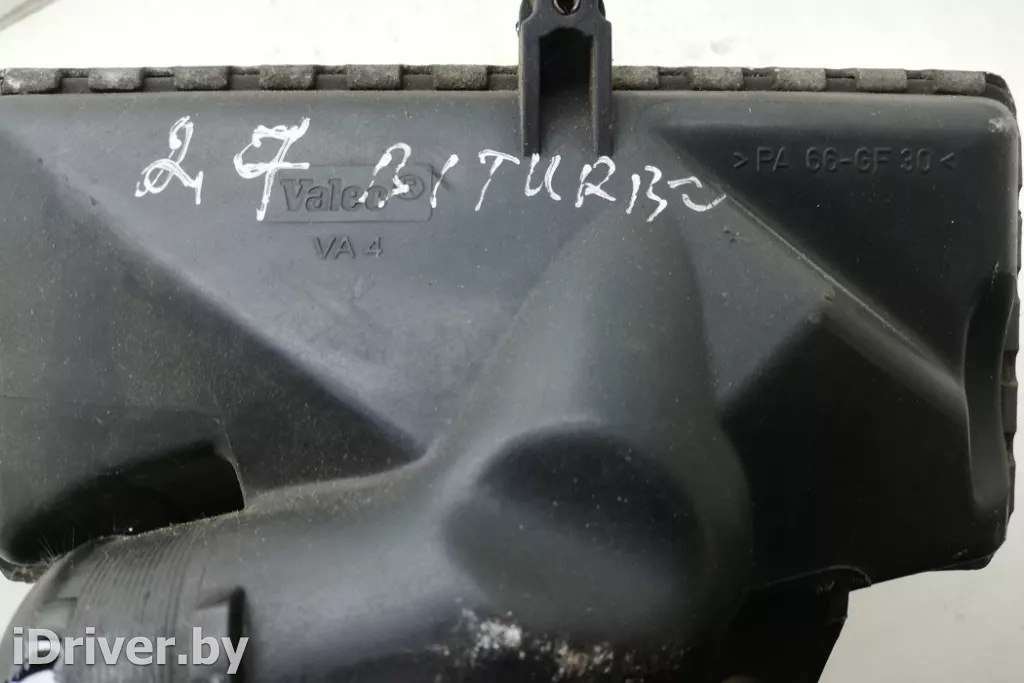 2,7 BITURBO
>PA 66-GF 30<
Valeo®
VA 4
iDriver.by